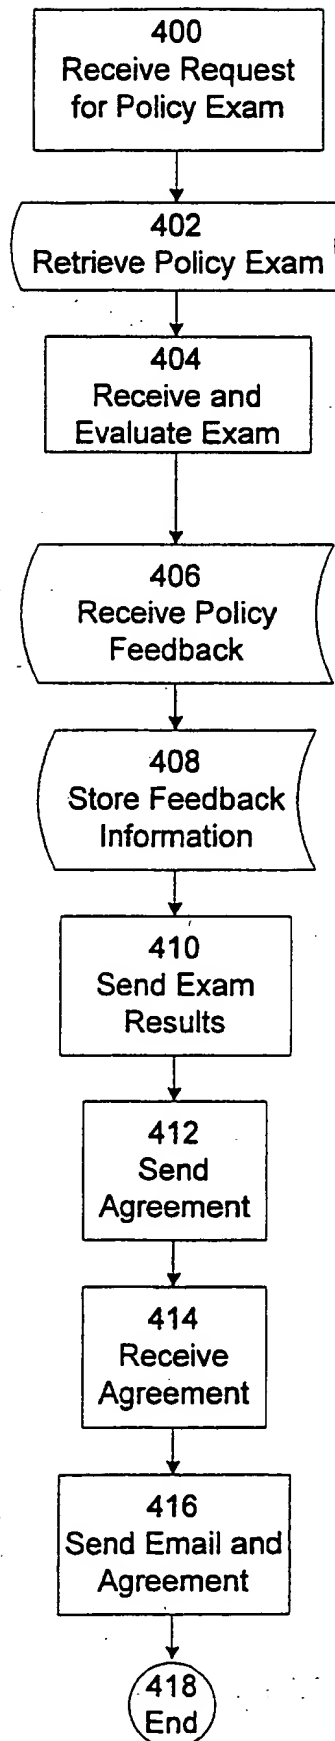 400
Receive Request
for Policy Exam
402
Retrieve Policy Exam
404
Receive and
Evaluate Exam
406
Receive Policy
Feedback
408
Store Feedback
Information
410
Send Exam
Results
412
Send
Agreement
414
Receive
Agreement
416
Send Email and
Agreement
418
End